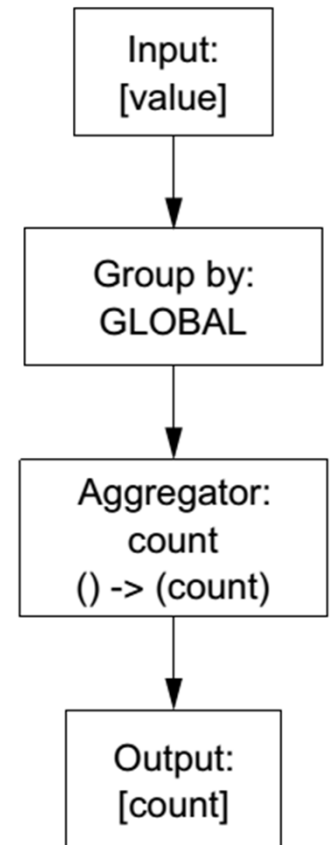 Input:
[value]
Group by:
GLOBAL
Aggregator:
count
() -> (count)
Output:
[count]